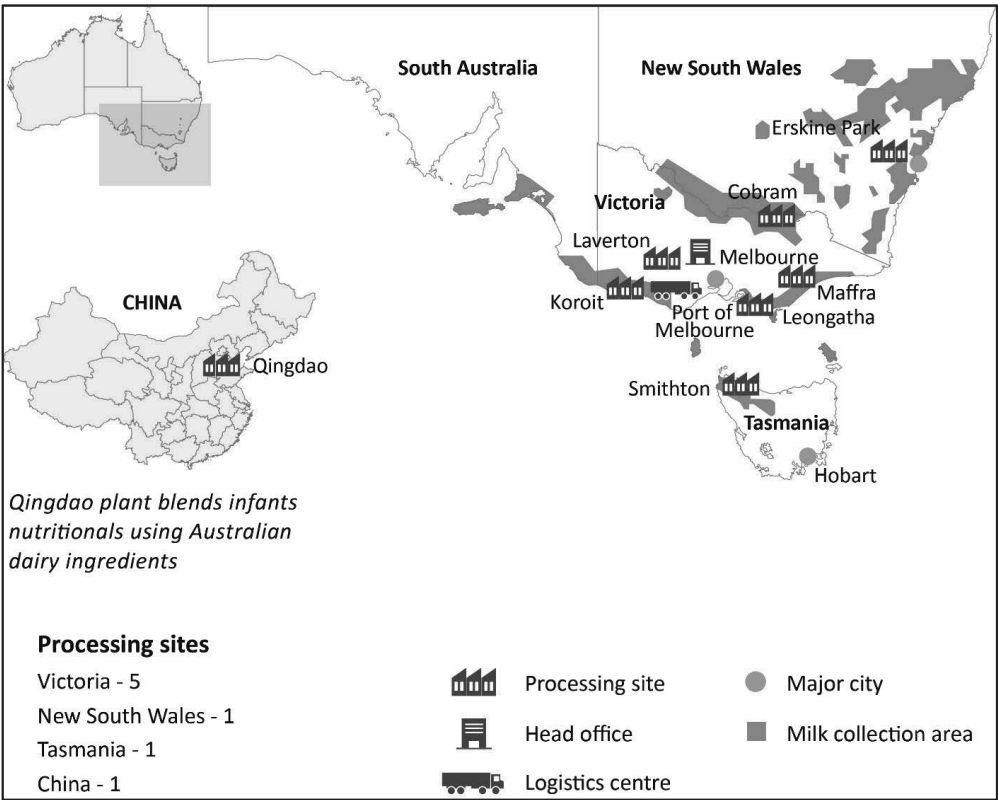 South Australia
New South Wales
Erskine Park
Cobram
Victoria
Laverton
Melbourne
Koroit
Port of
Melbourne
Maffra
Leongatha
CHINA
Qingdao
Smithton
Tasmania
Hobart
Qingdao plant blends infants
nutritionals using Australian
dairy ingredients
Processing sites
Victoria - 5
New South Wales - 1
Tasmania - 1
China - 1
Processing site
Head office
Logistics centre
Major city
Milk collection area